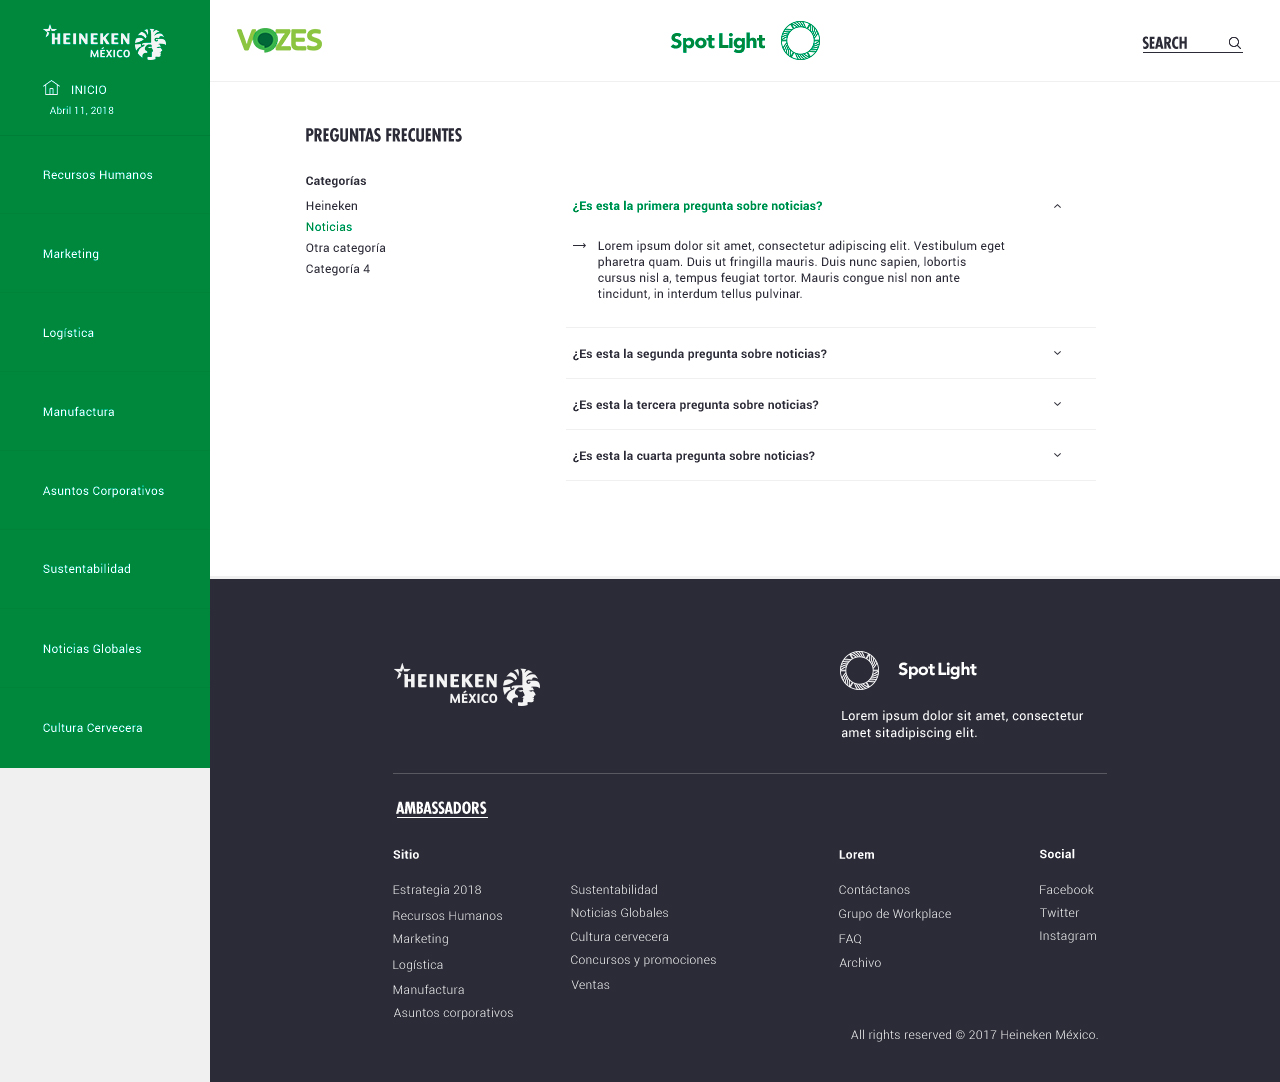 HEINEKEN
MÉXICO
INICIO
Abril 11, 2018
Recursos Humanos
Marketing
Logística
Manufactura
Asuntos Corporativos
Sustentabilidad
Noticias Globales
Cultura Cervecera
VOZES
Spot Light
SEARCH
PREGUNTAS FRECUENTES
Categorías
Heineken
Noticias
Otra categoría
Categoría 4
¿Es esta la primera pregunta sobre noticias?
Lorem ipsum dolor sit amet, consectetur adipiscing elit. Vestibulum eget
pharetra quam. Duis ut fringilla mauris. Duis nunc sapien, lobortis
cursus nisl a, tempus feugiat tortor. Mauris congue nisl non ante
tincidunt, in interdum tellus pulvinar.
¿Es esta la segunda pregunta sobre noticias?
¿Es esta la tercera pregunta sobre noticias?
¿Es esta la cuarta pregunta sobre noticias?
HEINEKEN
MÉXICO
Spot Light
Lorem ipsum dolor sit amet, consectetur
amet sitadipiscing elit.
AMBASSADORS
Sitio
Estrategia 2018
Recursos Humanos
Marketing
Logística
Manufactura
Asuntos corporativos
Sustentabilidad
Noticias Globales
Cultura cervecera
Concursos y promociones
Ventas
Lorem
Contáctanos
Grupo de Workplace
FAQ
Archivo
Social
Facebook
Twitter
Instagram
All rights reserved © 2017 Heineken México.